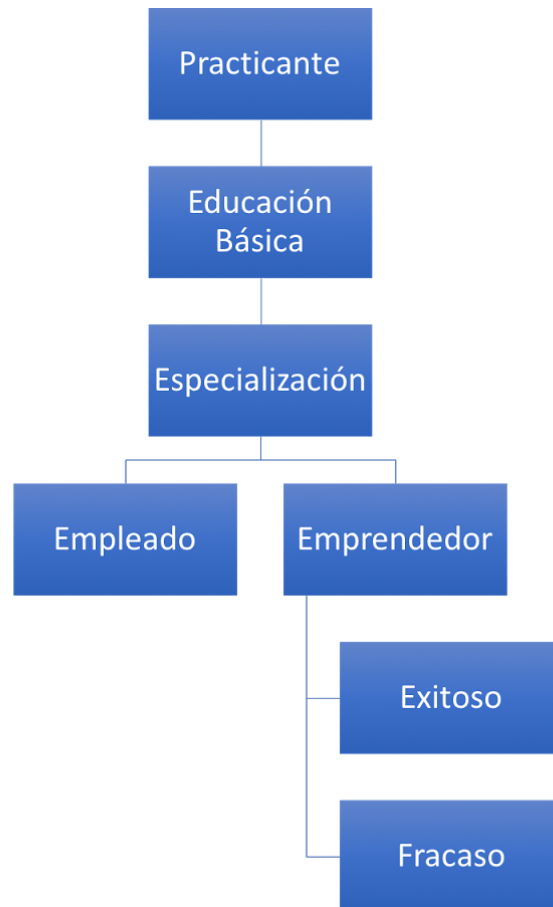 Practicante
Educación
Básica
Especialización
Empleado
Emprendedor
Exitoso
Fracaso